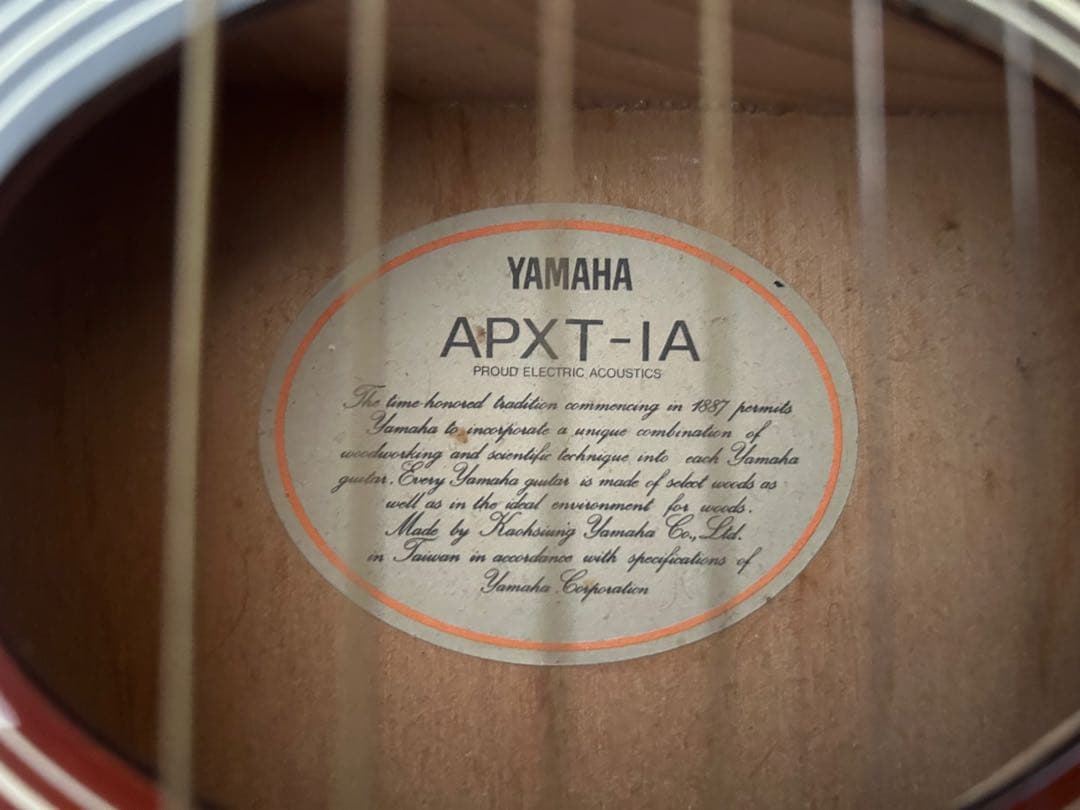 YAMAHA
APXT-1A
PROUD ELECTRIC ACOUSTICS
The time-honored tradition commencing in 1887 permits
Yamaha to incorporate a unique combination of
woodworking and scientific technique into each Yamaha
guitar. Every Yamaha guitar is made of select woods as
well as in the ideal environment for woods.
Made by Kaohsiung Yamaha Co., Ltd.
in Taiwan in accordance with specifications of
Yamaha Corporation